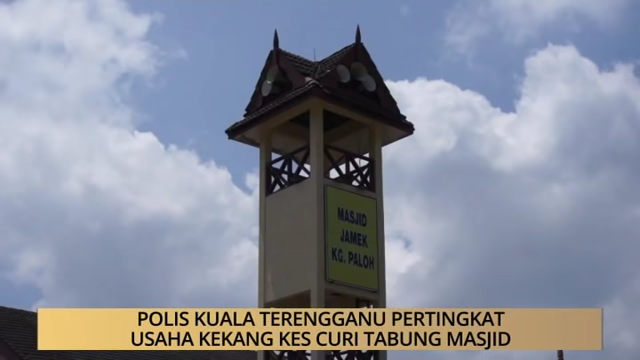 MASJID
JAMEK
KG. PALOH
POLIS KUALA TERENGGANU PERTINGKAT
USAHA KEKANG KES CURI TABUNG MASJID